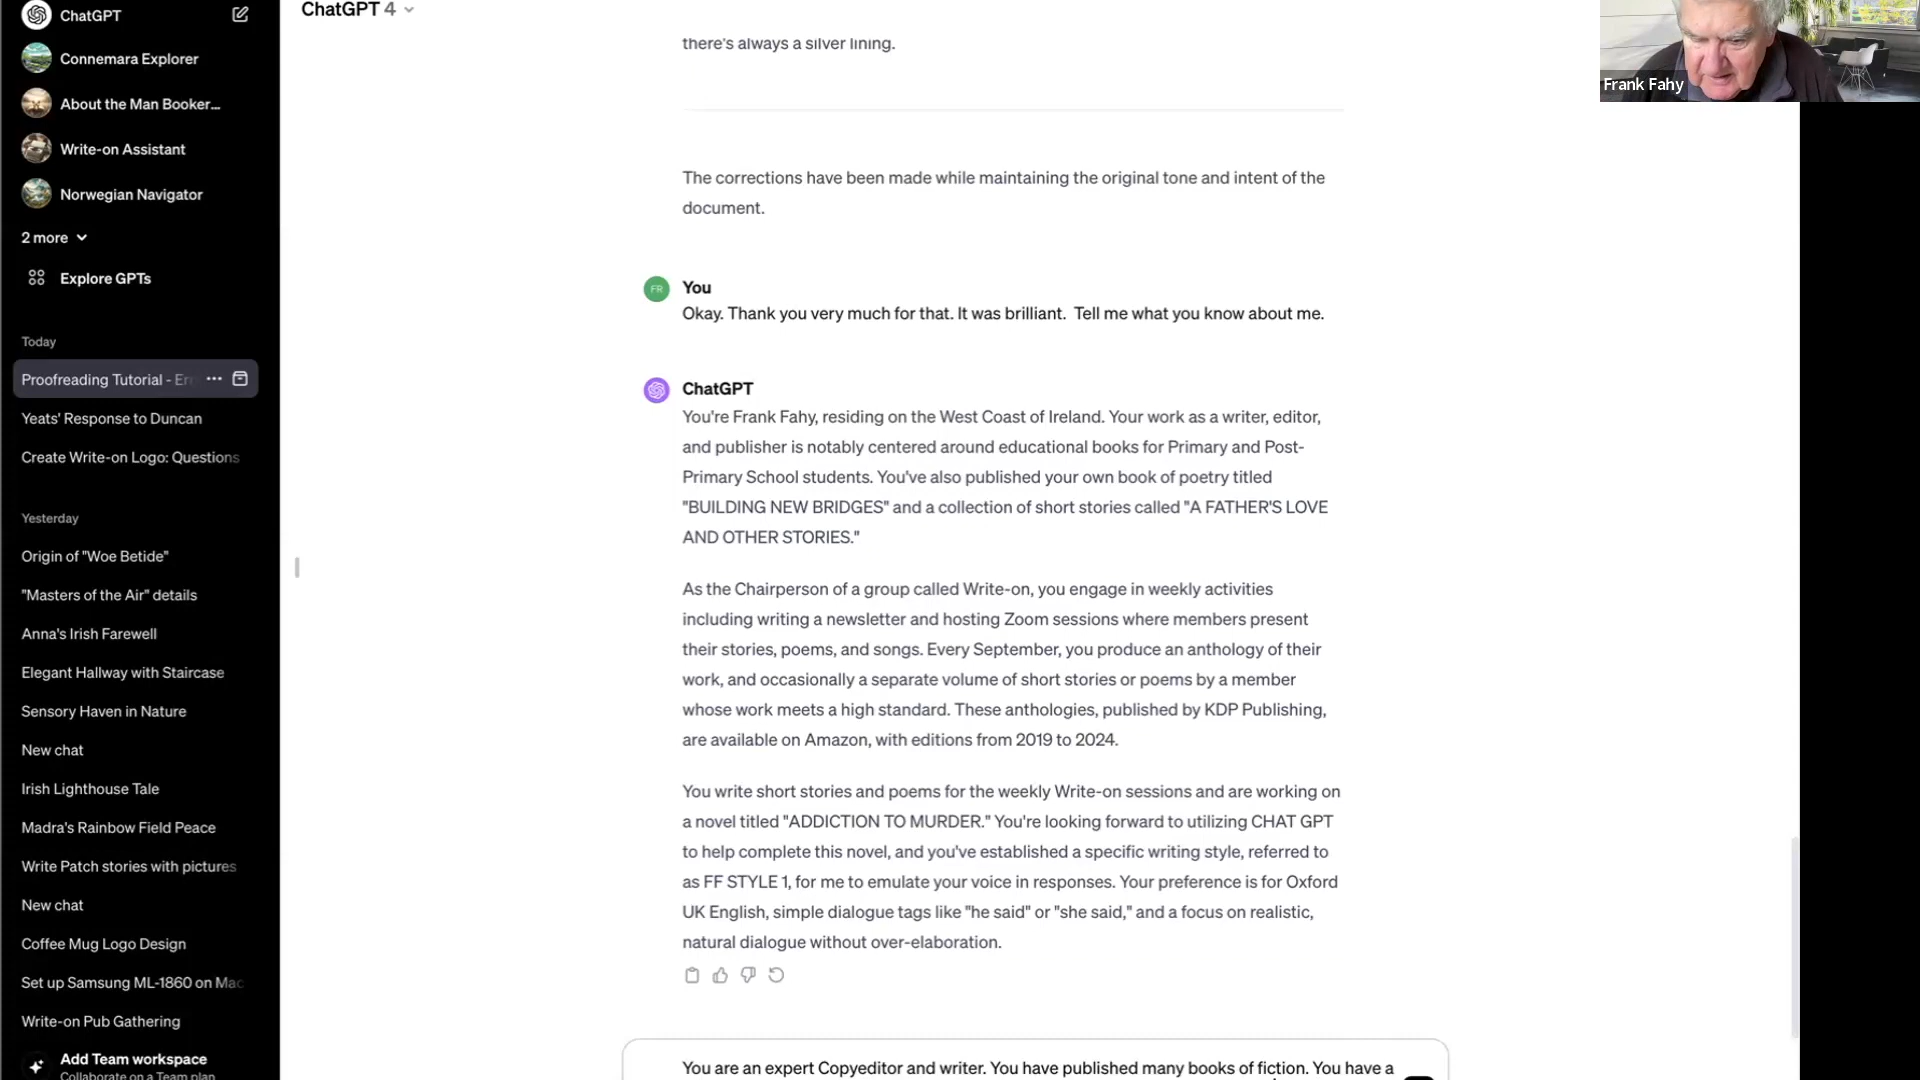 ChatGPT
Connemara Explorer
About the Man Booker...
Write-on Assistant
Norwegian Navigator
2 more
Explore GPTs
Today
Proofreading Tutorial - Er
Yeats' Response to Duncan
Create Write-on Logo: Questions
Yesterday
Origin of "Woe Betide"
"Masters of the Air" details
Anna's Irish Farewell
Elegant Hallway with Staircase
Sensory Haven in Nature
New chat
Irish Lighthouse Tale
Madra's Rainbow Field Peace
Write Patch stories with pictures
New chat
Coffee Mug Logo Design
Set up Samsung ML-1860 on Mac
Write-on Pub Gathering
Add Team workspace
Collaborate on a Team plan
ChatGPT 4
there's always a silver lining.
The corrections have been made while maintaining the original tone and intent of the
document.
FR
You
Okay. Thank you very much for that. It was brilliant.  Tell me what you know about me.
ChatGPT
You're Frank Fahy, residing on the West Coast of Ireland. Your work as a writer, editor,
and publisher is notably centered around educational books for Primary and Post-
Primary School students. You've also published your own book of poetry titled
"BUILDING NEW BRIDGES" and a collection of short stories called "A FATHER'S LOVE
AND OTHER STORIES."
As the Chairperson of a group called Write-on, you engage in weekly activities
including writing a newsletter and hosting Zoom sessions where members present
their stories, poems, and songs. Every September, you produce an anthology of their
work, and occasionally a separate volume of short stories or poems by a member
whose work meets a high standard. These anthologies, published by KDP Publishing,
are available on Amazon, with editions from 2019 to 2024.
You write short stories and poems for the weekly Write-on sessions and are working on
a novel titled "ADDICTION TO MURDER." You're looking forward to utilizing CHAT GPT
to help complete this novel, and you've established a specific writing style, referred to
as FF STYLE 1, for me to emulate your voice in responses. Your preference is for Oxford
UK English, simple dialogue tags like "he said" or "she said," and a focus on realistic,
natural dialogue without over-elaboration.
You are an expert Copyeditor and writer. You have published many books of fiction. You have a
Frank Fahy